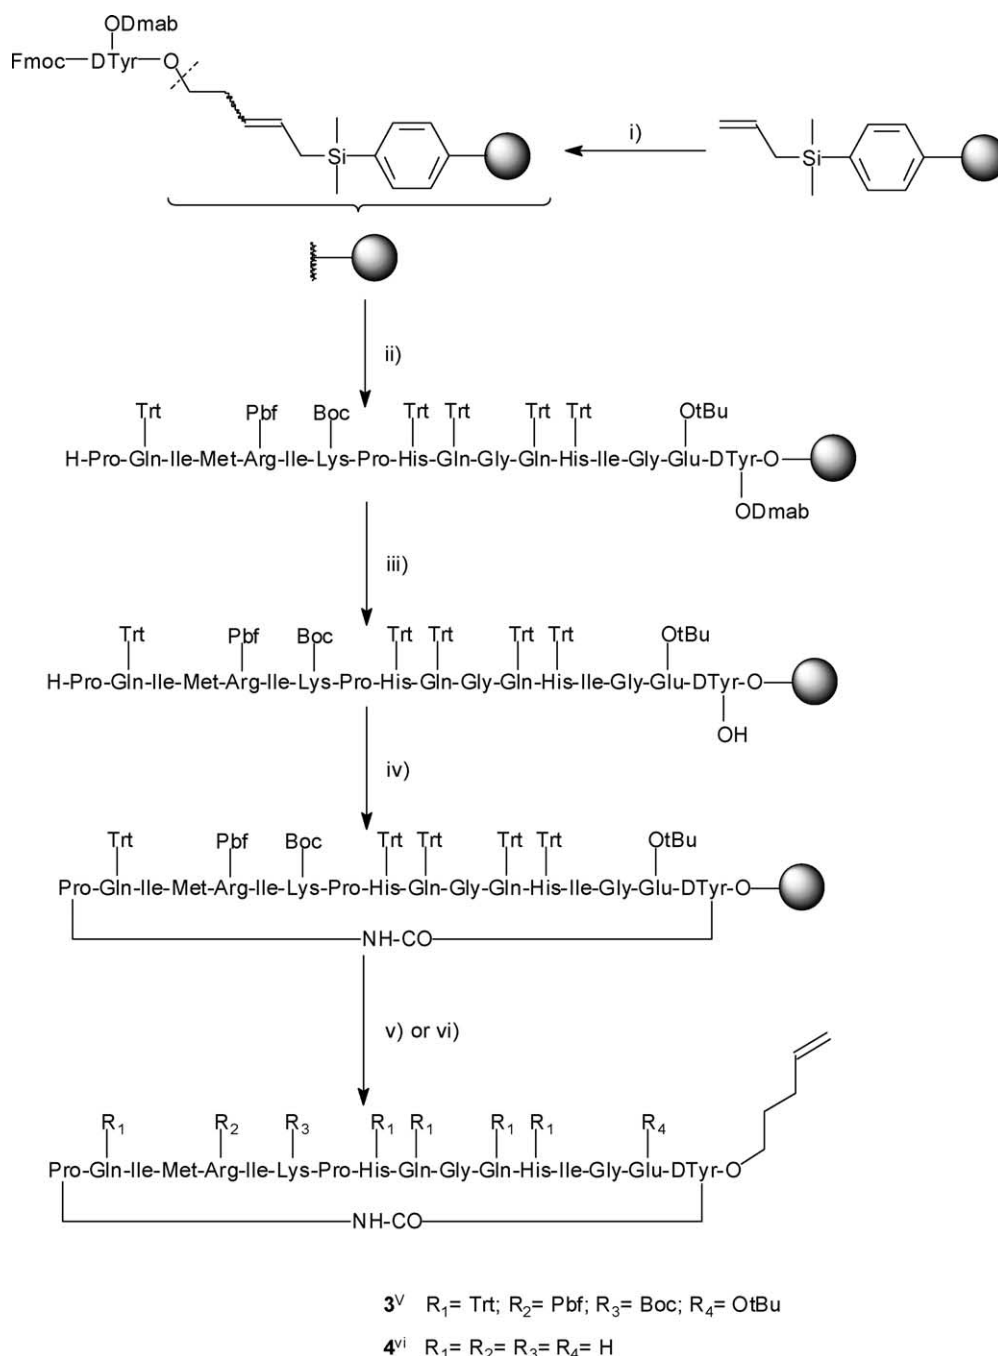 ODmab
Fmoc—DTyr—O
Si
i)
Si
ii)
Trt Pbf Boc Trt Trt Trt Trt OtBu
H-Pro-Gln-Ile-Met-Arg-Ile-Lys-Pro-His-Gln-Gly-Gln-His-Ile-Gly-Glu-DTyr-O
ODmab
iii)
Trt Pbf Boc Trt Trt Trt Trt OtBu
H-Pro-Gln-Ile-Met-Arg-Ile-Lys-Pro-His-Gln-Gly-Gln-His-Ile-Gly-Glu-DTyr-O
OH
iv)
Trt Pbf Boc Trt Trt Trt Trt OtBu
Pro-Gln-Ile-Met-Arg-Ile-Lys-Pro-His-Gln-Gly-Gln-His-Ile-Gly-Glu-DTyr-O
NH-CO
v) or vi)
R₁ R₂ R₃ R₁ R₁ R₁ R₁ R₄
Pro-Gln-Ile-Met-Arg-Ile-Lys-Pro-His-Gln-Gly-Gln-His-Ile-Gly-Glu-DTyr-O
NH-CO
3ⱽ R₁= Trt; R₂= Pbf; R₃= Boc; R₄= OtBu
4ᵛⁱ R₁= R₂= R₃= R₄= H